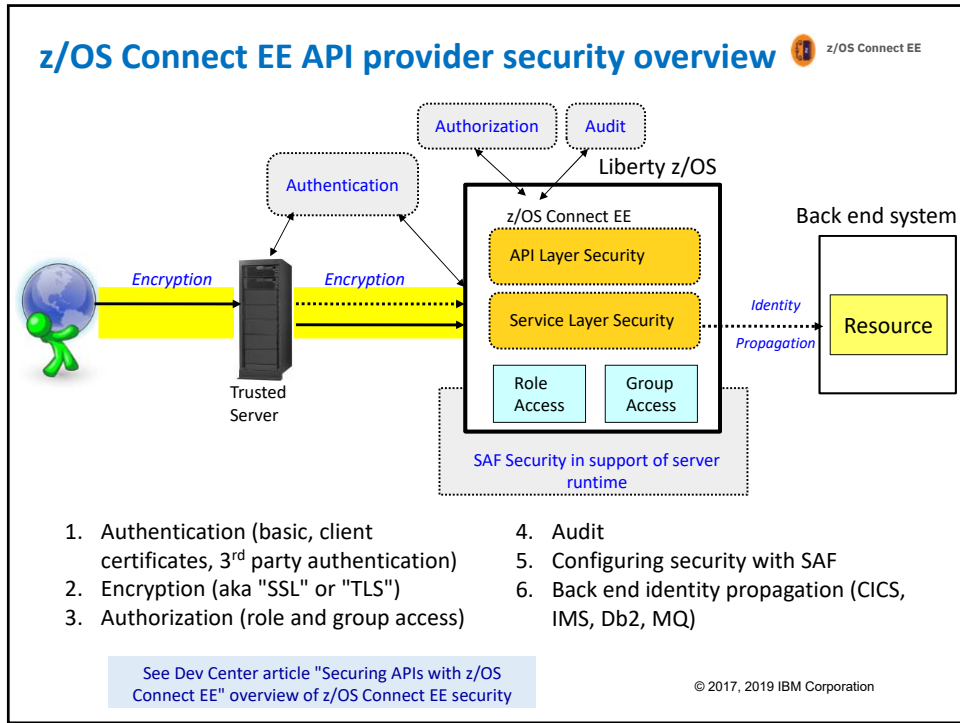 z/OS Connect EE API provider security overview
z/OS Connect EE
Authorization
Audit
Liberty z/OS
Authentication
z/OS Connect EE
Back end system
API Layer Security
Encryption
Encryption
Service Layer Security
Identity
Propagation
Resource
Trusted
Server
Role
Access
Group
Access
SAF Security in support of server
runtime
1. Authentication (basic, client
certificates, 3rd party authentication)
2. Encryption (aka "SSL" or "TLS")
3. Authorization (role and group access)
4. Audit
5. Configuring security with SAF
6. Back end identity propagation (CICS,
IMS, Db2, MQ)
See Dev Center article "Securing APIs with z/OS
Connect EE" overview of z/OS Connect EE security
© 2017, 2019 IBM Corporation